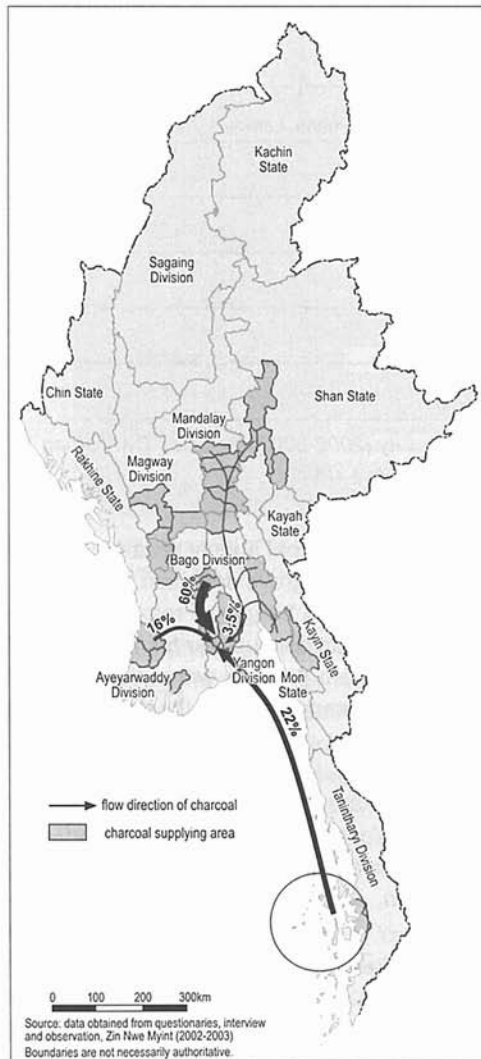 Kachin
State
Sagaing
Division
Chin State
Shan State
Mandalay
Division
Rakhine State
Magway
Division
Kayah
State
Bago Division
60%
16%
3,5%
Kayin State
Ayeyarwaddy
Division
Yangon
Division
Mon
State
22%
Tanintharyi Division
flow direction of charcoal
charcoal supplying area
0 100 200 300km
Source: data obtained from questionaries, interview
and observation, Zin Nwe Myint (2002-2003)
Boundaries are not necessarily authoritative.